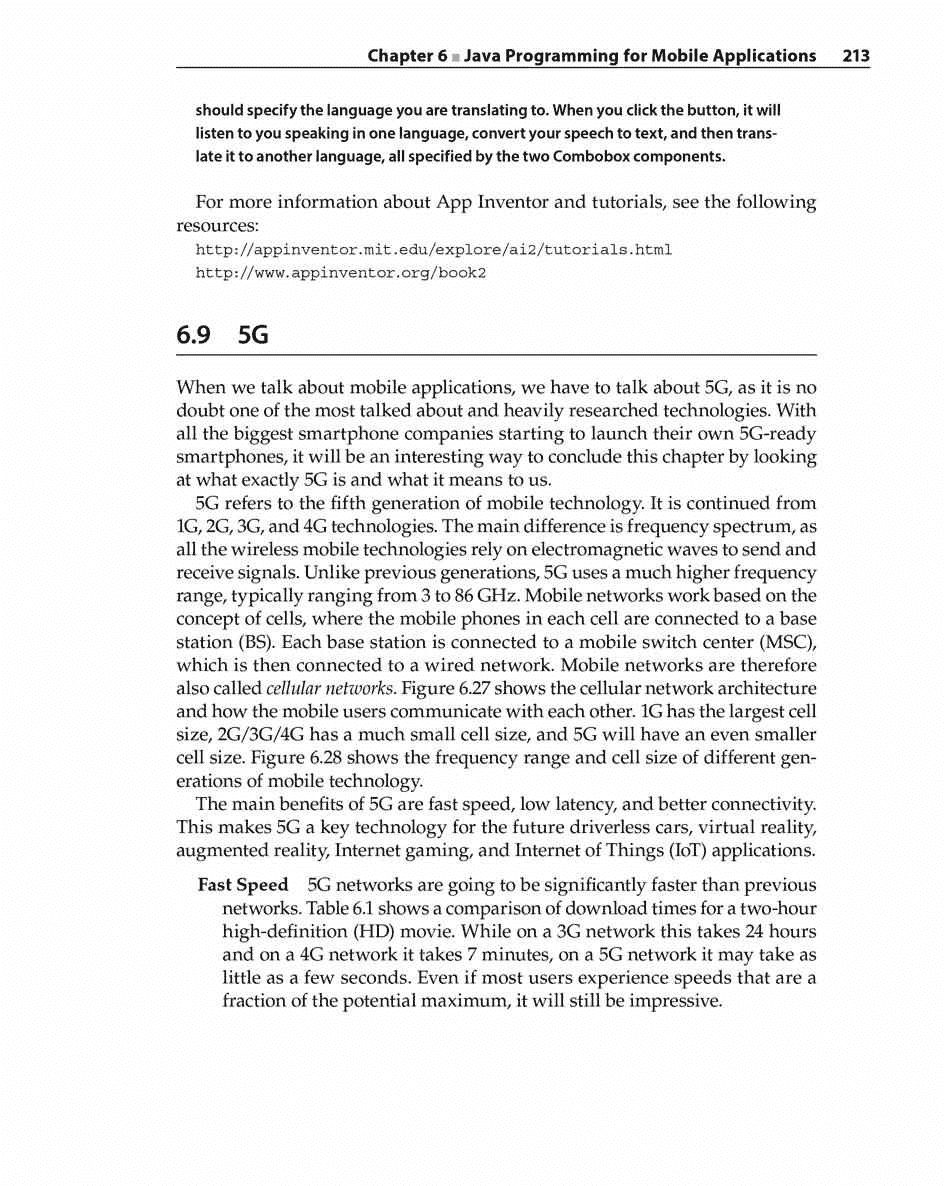 Chapter 6 ■ Java Programming for Mobile Applications 213
should specify the language you are translating to. When you click the button, it will
listen to you speaking in one language, convert your speech to text, and then trans-
late it to another language, all specified by the two Combobox components.
For more information about App Inventor and tutorials, see the following
resources:
http://appinventor.mit.edu/explore/ai2/tutorials.html
http://www.appinventor.org/book2
6.9 5G
When we talk about mobile applications, we have to talk about 5G, as it is no
doubt one of the most talked about and heavily researched technologies. With
all the biggest smartphone companies starting to launch their own 5G-ready
smartphones, it will be an interesting way to conclude this chapter by looking
at what exactly 5G is and what it means to us.
5G refers to the fifth generation of mobile technology. It is continued from
1G, 2G, 3G, and 4G technologies. The main difference is frequency spectrum, as
all the wireless mobile technologies rely on electromagnetic waves to send and
receive signals. Unlike previous generations, 5G uses a much higher frequency
range, typically ranging from 3 to 86 GHz. Mobile networks work based on the
concept of cells, where the mobile phones in each cell are connected to a base
station (BS). Each base station is connected to a mobile switch center (MSC),
which is then connected to a wired network. Mobile networks are therefore
also called cellular networks. Figure 6.27 shows the cellular network architecture
and how the mobile users communicate with each other. 1G has the largest cell
size, 2G/3G/4G has a much small cell size, and 5G will have an even smaller
cell size. Figure 6.28 shows the frequency range and cell size of different gen-
erations of mobile technology.
The main benefits of 5G are fast speed, low latency, and better connectivity.
This makes 5G a key technology for the future driverless cars, virtual reality,
augmented reality, Internet gaming, and Internet of Things (IoT) applications.
Fast Speed 5G networks are going to be significantly faster than previous
networks. Table 6.1 shows a comparison of download times for a two-hour
high-definition (HD) movie. While on a 3G network this takes 24 hours
and on a 4G network it takes 7 minutes, on a 5G network it may take as
little as a few seconds. Even if most users experience speeds that are a
fraction of the potential maximum, it will still be impressive.